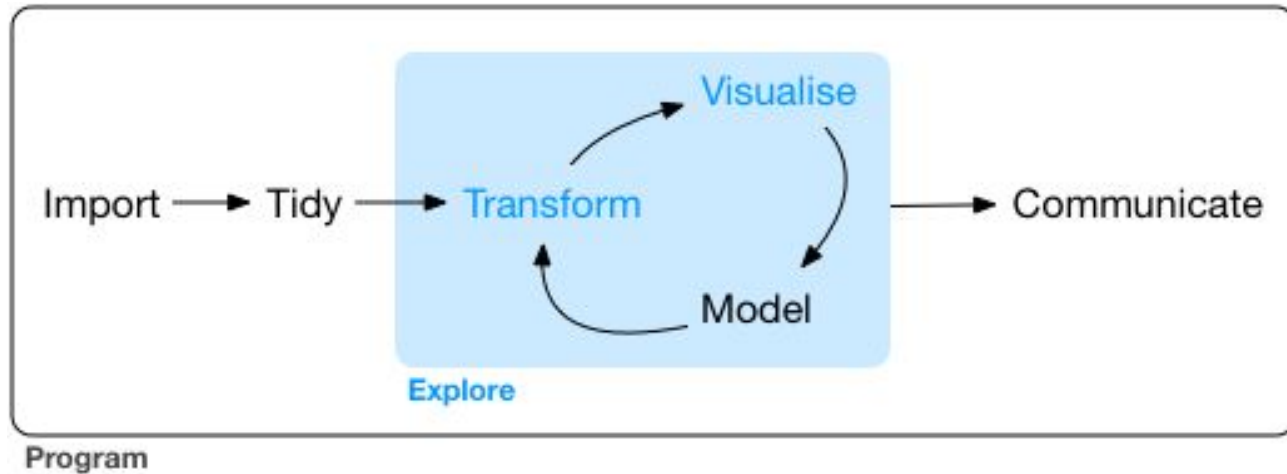 Visualise
Import Tidy Transform Communicate
Model
Explore
Program